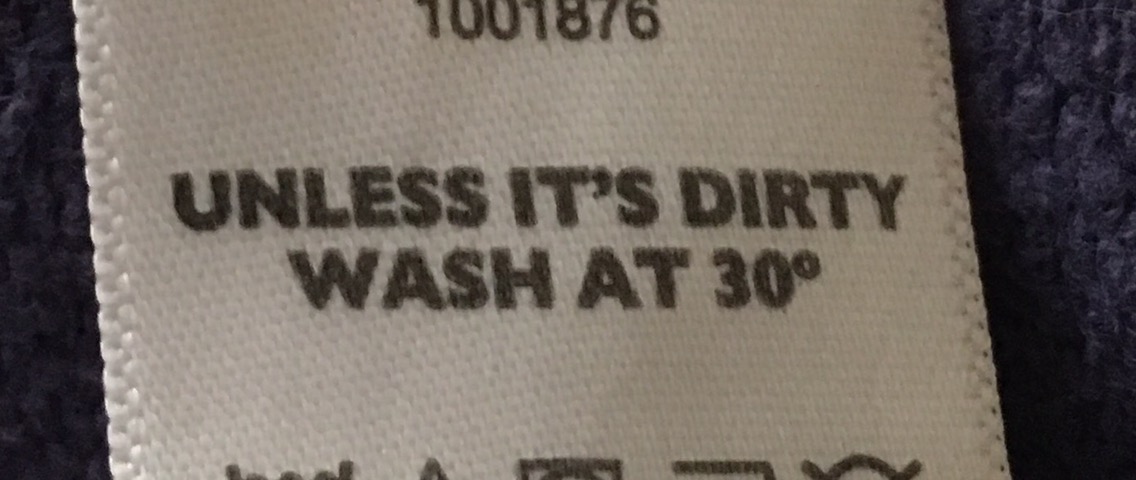 1001876
UNLESS IT'S DIRTY
WASH AT 30°